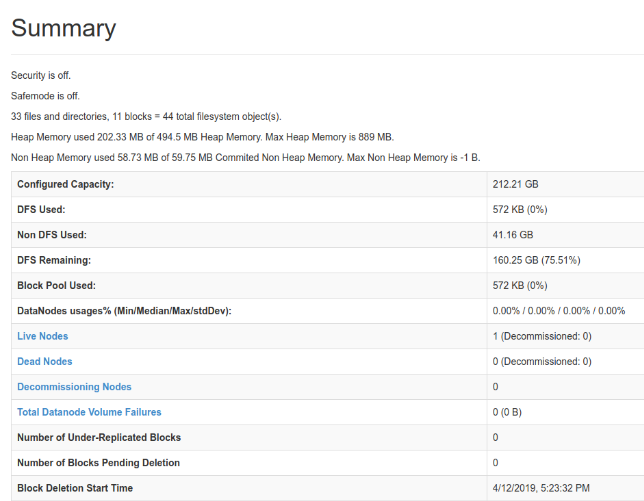 Summary
Security is off.
Safemode is off.
33 files and directories, 11 blocks = 44 total filesystem object(s).
Heap Memory used 202.33 MB of 494.5 MB Heap Memory. Max Heap Memory is 889 MB.
Non Heap Memory used 58.73 MB of 59.75 MB Commited Non Heap Memory. Max Non Heap Memory is -1 B.
Configured Capacity: 212.21 GB
DFS Used: 572 KB (0%)
Non DFS Used: 41.16 GB
DFS Remaining: 160.25 GB (75.51%)
Block Pool Used: 572 KB (0%)
DataNodes usages% (Min/Median/Max/stdDev): 0.00% / 0.00% / 0.00% / 0.00%
Live Nodes 1 (Decommissioned: 0)
Dead Nodes 0 (Decommissioned: 0)
Decommissioning Nodes 0
Total Datanode Volume Failures 0 (0 B)
Number of Under-Replicated Blocks 0
Number of Blocks Pending Deletion 0
Block Deletion Start Time 4/12/2019, 5:23:32 PM